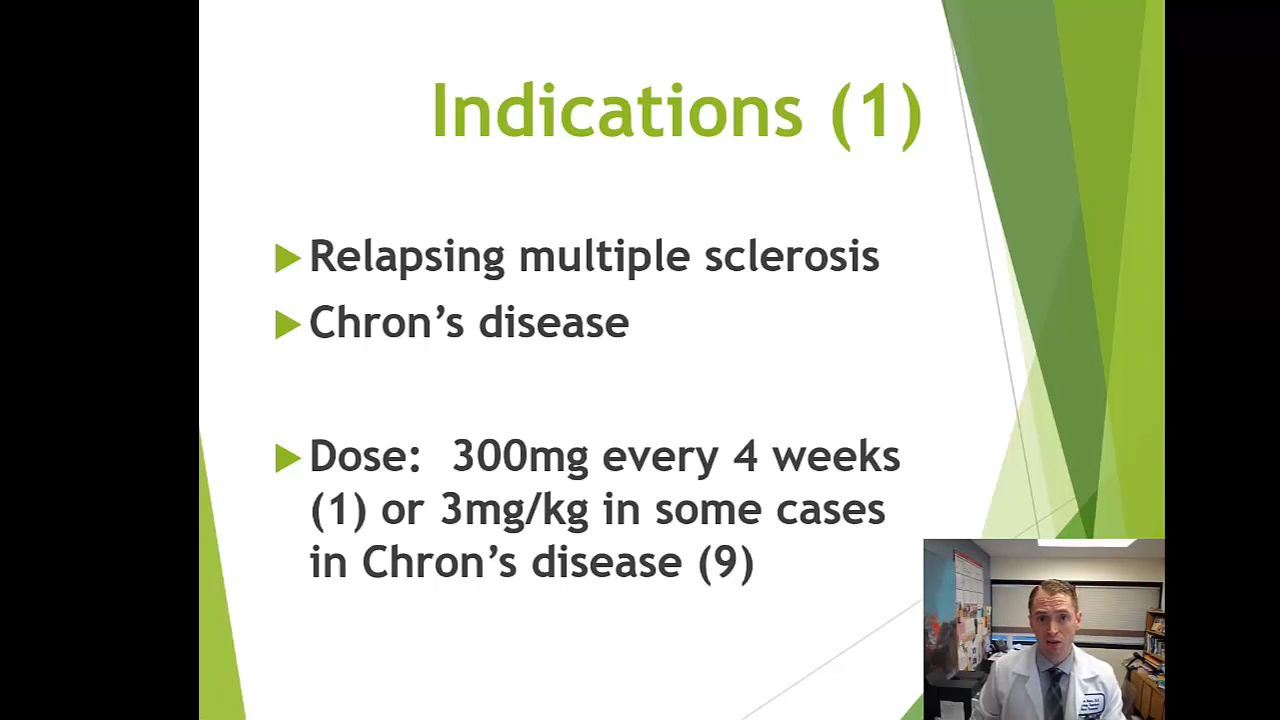 Indications (1)
Relapsing multiple sclerosis
Chron’s disease
Dose: 300mg every 4 weeks
(1) or 3mg/kg in some cases
in Chron’s disease (9)